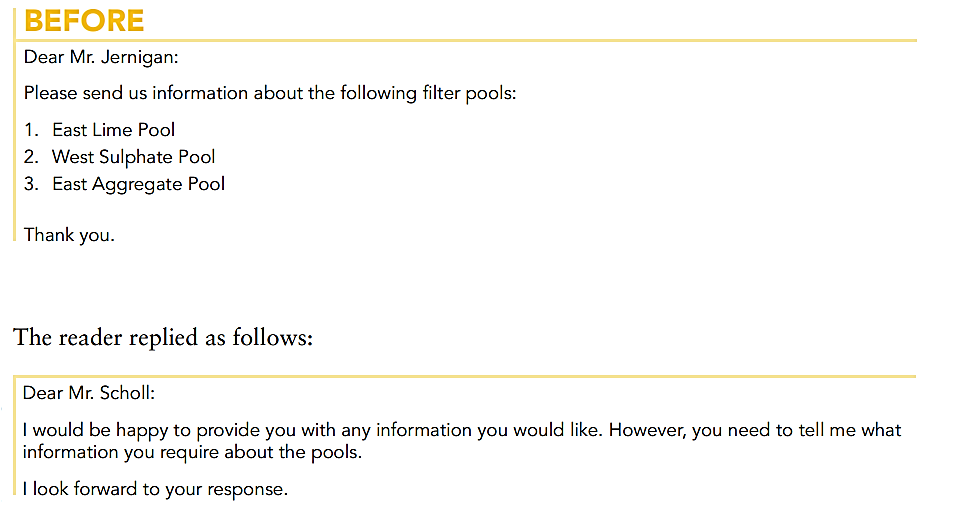 BEFORE
Dear Mr. Jernigan:
Please send us information about the following filter pools:
1. East Lime Pool
2. West Sulphate Pool
3. East Aggregate Pool
Thank you.
The reader replied as follows:
Dear Mr. Scholl:
I would be happy to provide you with any information you would like. However, you need to tell me what
information you require about the pools.
I look forward to your response.